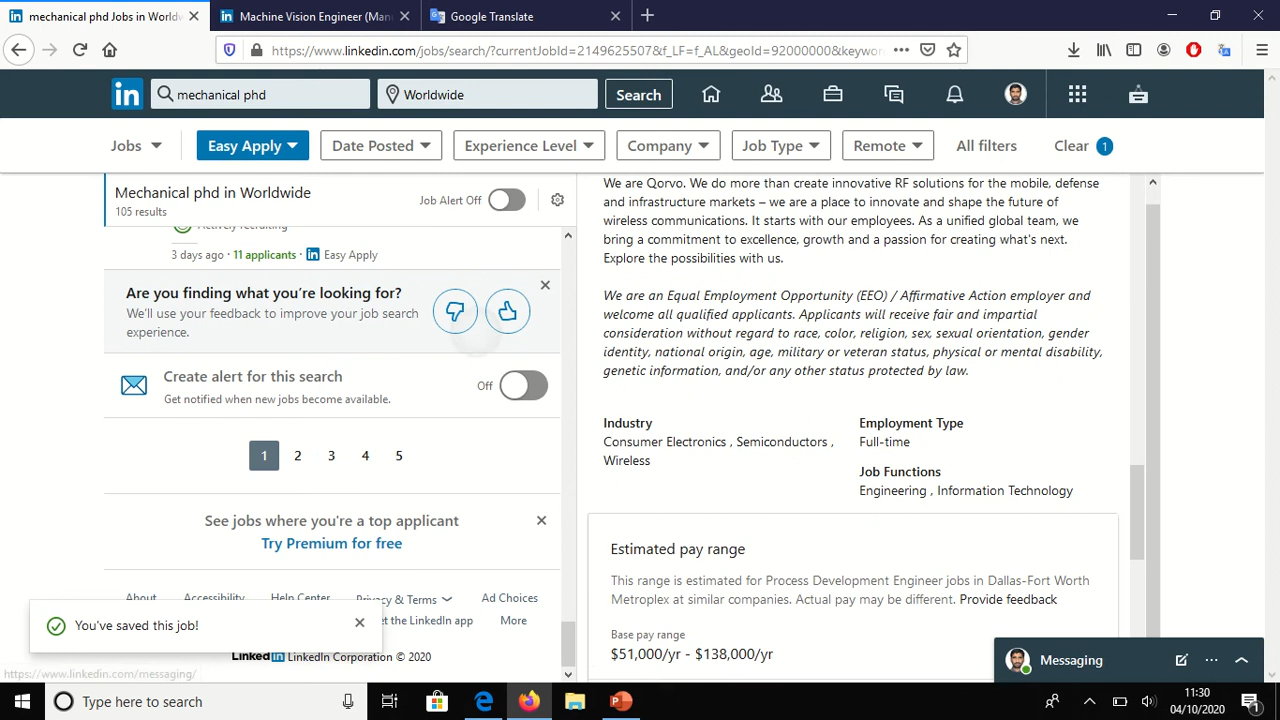 mechanical phd Jobs in Worldw
Machine Vision Engineer (Man
Google Translate
https://www.linkedin.com/jobs/search/?currentJobId=2149625507&f_LF=f_AL&geoId=92000000&keywor
in
mechanical phd
Worldwide
Search
Jobs
Easy Apply
Date Posted
Experience Level
Company
Job Type
Remote
All filters
Clear 1
Mechanical phd in Worldwide
105 results
Job Alert Off
Actively recruiting
3 days ago · 11 applicants · in Easy Apply
Are you finding what you're looking for?
We'll use your feedback to improve your job search
experience.
Create alert for this search
Get notified when new jobs become available.
Off
1 2 3 4 5
See jobs where you're a top applicant
Try Premium for free
About Accessibility Help Center Privacy & Terms Ad Choices
et the LinkedIn app More
LinkedIn LinkedIn Corporation © 2020
You've saved this job!
https://www.linkedin.com/messaging/
We are Qorvo. We do more than create innovative RF solutions for the mobile, defense
and infrastructure markets – we are a place to innovate and shape the future of
wireless communications. It starts with our employees. As a unified global team, we
bring a commitment to excellence, growth and a passion for creating what's next.
Explore the possibilities with us.
We are an Equal Employment Opportunity (EEO) / Affirmative Action employer and
welcome all qualified applicants. Applicants will receive fair and impartial
consideration without regard to race, color, religion, sex, sexual orientation, gender
identity, national origin, age, military or veteran status, physical or mental disability,
genetic information, and/or any other status protected by law.
Industry
Consumer Electronics , Semiconductors ,
Wireless
Employment Type
Full-time
Job Functions
Engineering , Information Technology
Estimated pay range
This range is estimated for Process Development Engineer jobs in Dallas-Fort Worth
Metroplex at similar companies. Actual pay may be different. Provide feedback
Base pay range
$51,000/yr - $138,000/yr
Messaging
Type here to search
11:30
04/10/2020
1